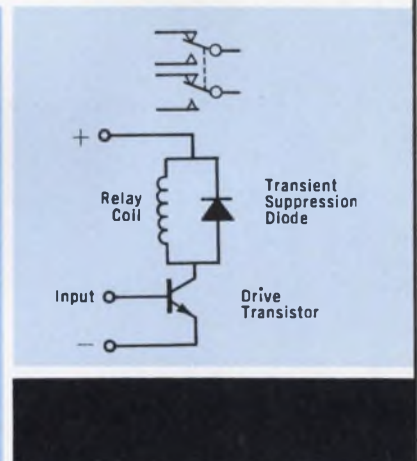 +
Relay
Coil
Transient
Suppression
Diode
Input
Drive
Transistor
−